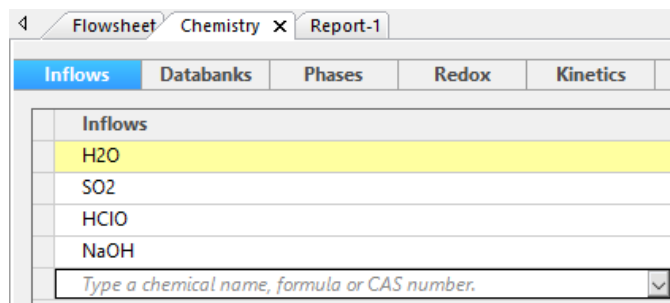 Flowsheet Chemistry Report-1
Inflows Databanks Phases Redox Kinetics
Inflows
H2O
SO2
HClO
NaOH
Type a chemical name, formula or CAS number.